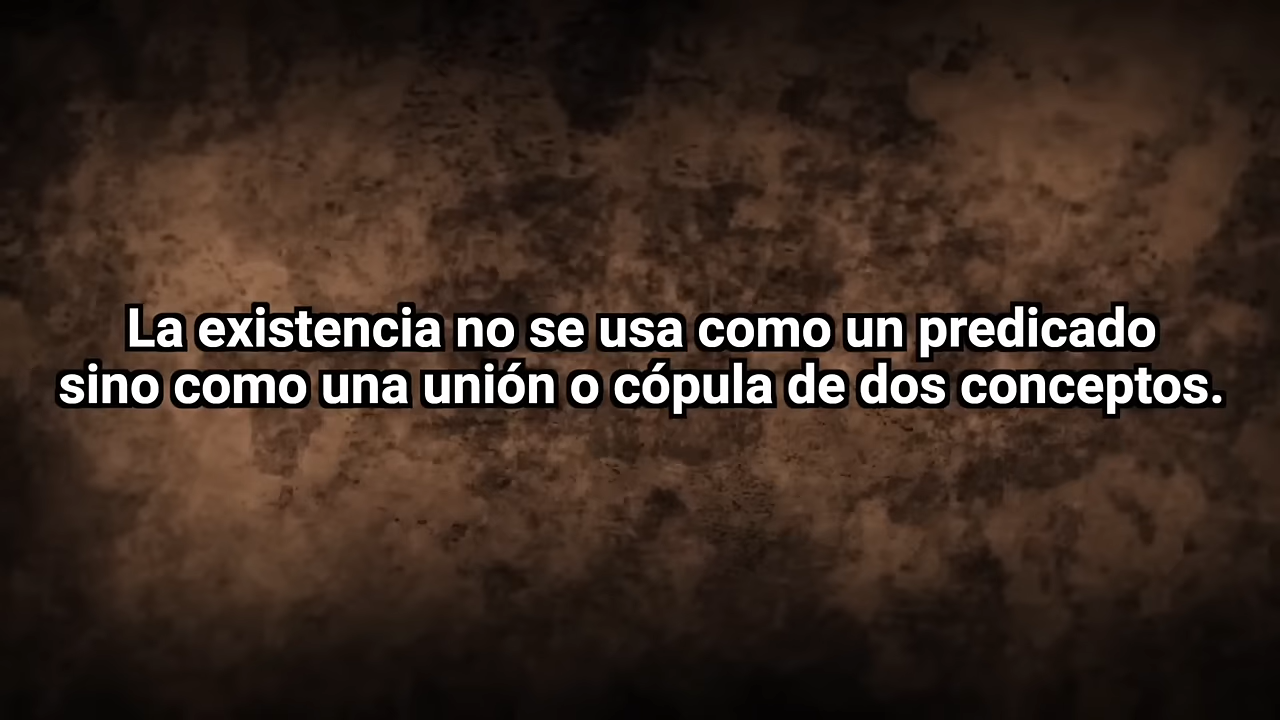 La existencia no se usa como un predicado
sino como una unión o cópula de dos conceptos.